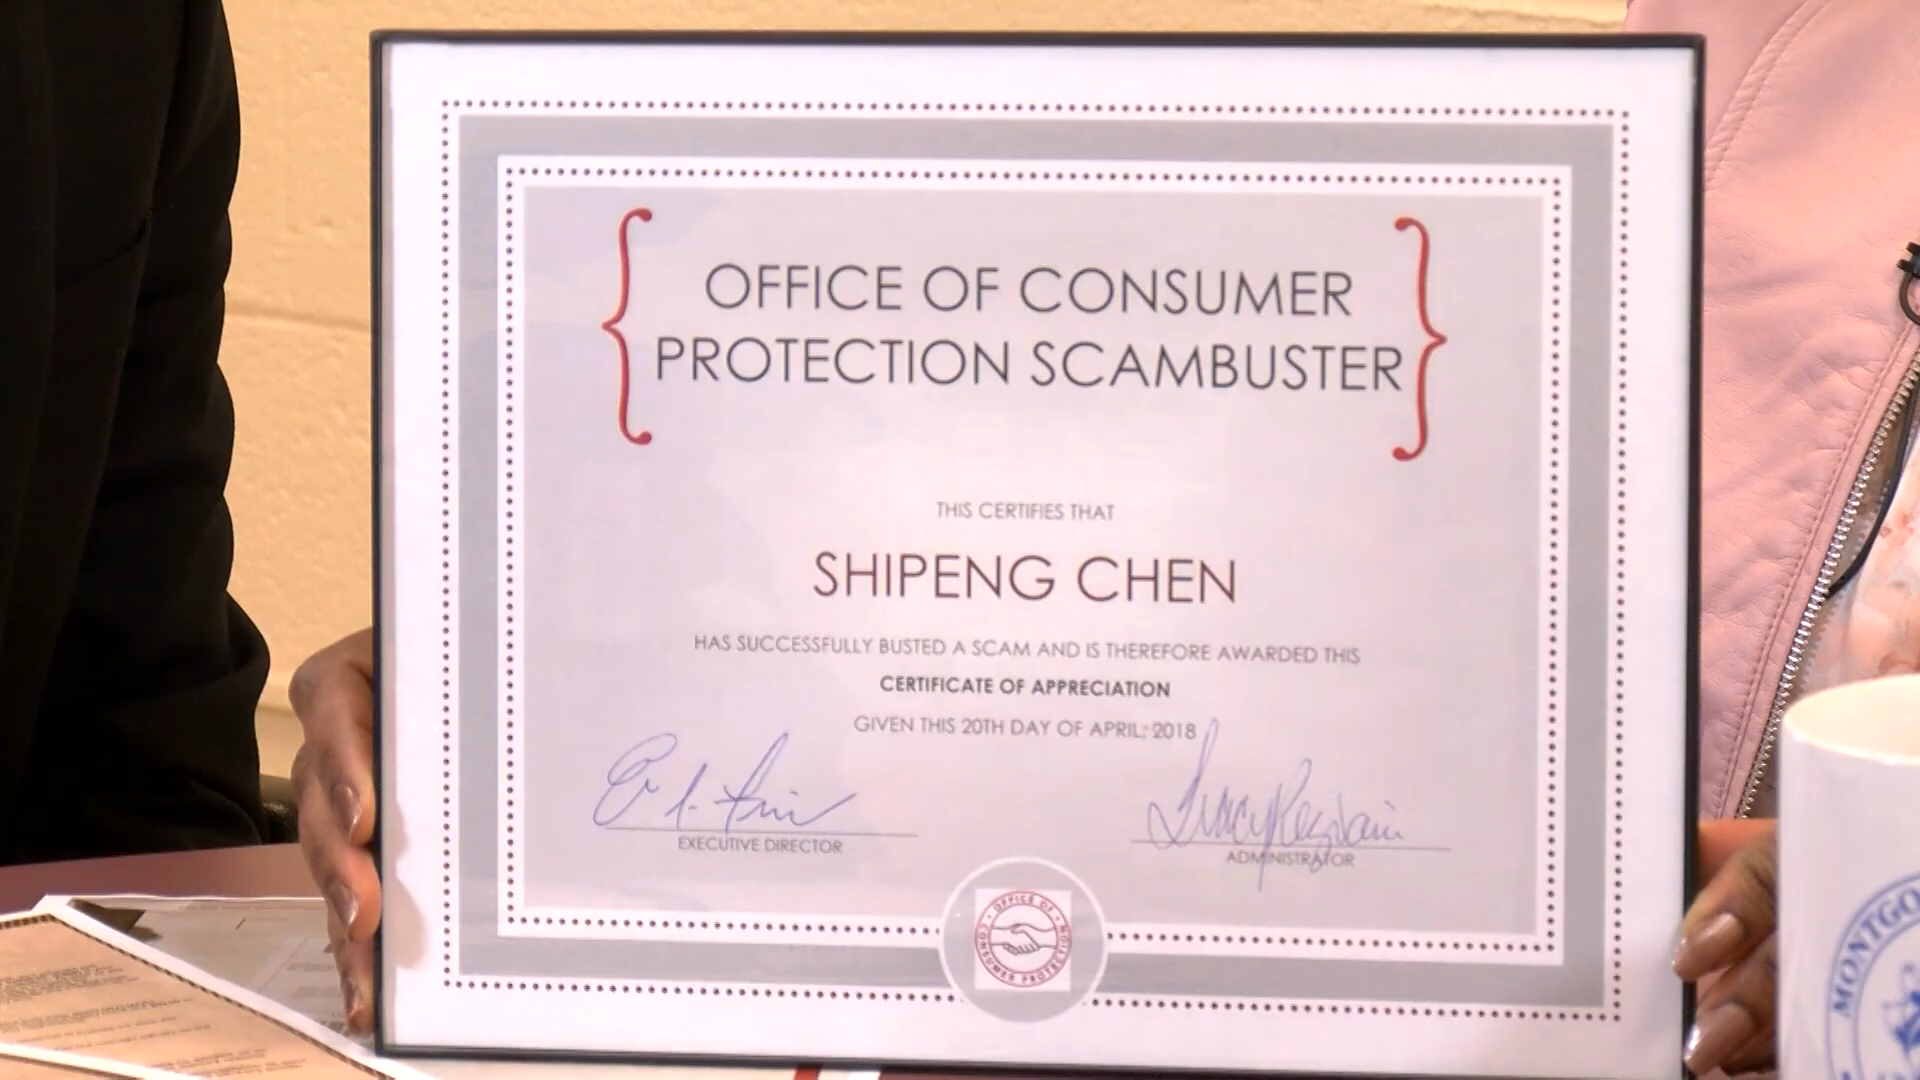 OFFICE OF CONSUMER
PROTECTION SCAMBUSTER
THIS CERTIFIES THAT
SHIPENG CHEN
HAS SUCCESSFULLY BUSTED A SCAM AND IS THEREFORE AWARDED THIS
CERTIFICATE OF APPRECIATION
GIVEN THIS 20TH DAY OF APRIL, 2018
EXECUTIVE DIRECTOR
ADMINISTRATOR
OFFICE OF CONSUMER PROTECTION
MONTGO